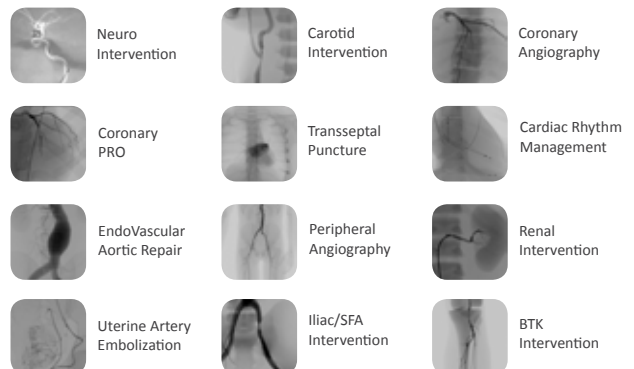 Neuro
Intervention
Carotid
Intervention
Coronary
Angiography
Coronary
PRO
Transseptal
Puncture
Cardiac Rhythm
Management
EndoVascular
Aortic Repair
Peripheral
Angiography
Renal
Intervention
Uterine Artery
Embolization
Iliac/SFA
Intervention
BTK
Intervention